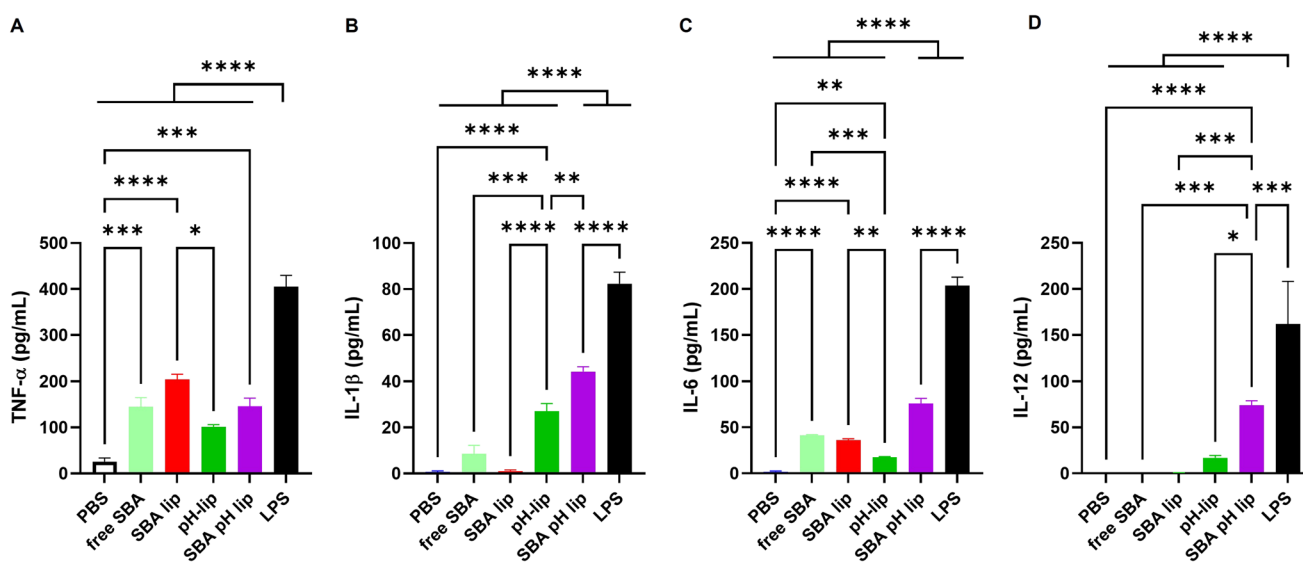 A
****
***
****
***
*
500
400
300
200
100
0
TNF-α (pg/mL)
PBS
free SBA
SBA lip
pH-lip
SBA pH lip
LPS
B
****
****
***
**
****
****
100
80
60
40
20
0
IL-1β (pg/mL)
PBS
free SBA
SBA lip
pH-lip
SBA pH lip
LPS
C
****
**
***
****
****
**
****
250
200
150
100
50
0
IL-6 (pg/mL)
PBS
free SBA
SBA lip
pH-lip
SBA pH lip
LPS
D
****
****
***
***
***
*
250
200
150
100
50
0
IL-12 (pg/mL)
PBS
free SBA
SBA lip
pH-lip
SBA pH lip
LPS